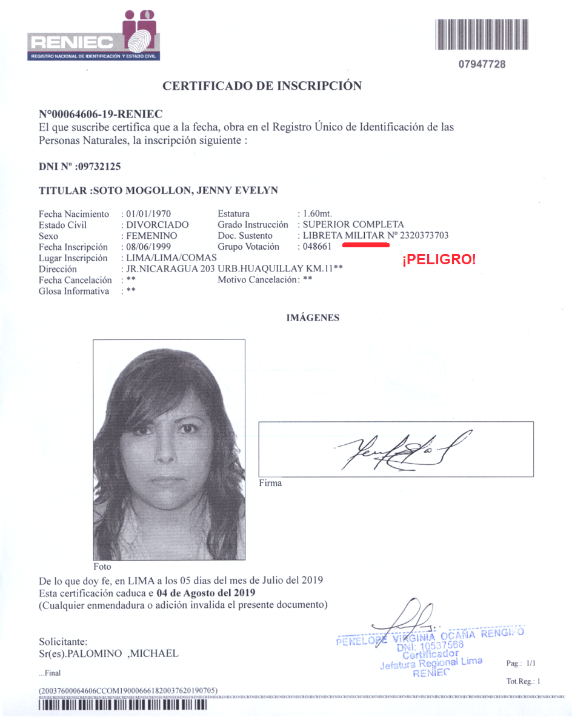 RENIEC
REGISTRO NACIONAL DE IDENTIFICACIÓN Y ESTADO CIVIL
07947728
CERTIFICADO DE INSCRIPCIÓN
N°00064606-19-RENIEC
El que suscribe certifica que a la fecha, obra en el Registro Único de Identificación de las
Personas Naturales, la inscripción siguiente :
DNI Nº :09732125
TITULAR :SOTO MOGOLLON, JENNY EVELYN
Fecha Nacimiento : 01/01/1970 Estatura : 1.60mt.
Estado Civil : DIVORCIADO Grado Instrucción : SUPERIOR COMPLETA
Sexo : FEMENINO Doc. Sustento : LIBRETA MILITAR Nº 2320373703
Fecha Inscripción : 08/06/1999 Grupo Votación : 048661
Lugar Inscripción : LIMA/LIMA/COMAS
¡PELIGRO!
Dirección : JR.NICARAGUA 203 URB.HUAQUILLAY KM.11**
Fecha Cancelación : ** Motivo Cancelación: **
Glosa Informativa : **
IMÁGENES
Firma
Foto
De lo que doy fe, en LIMA a los 05 dias del mes de Julio del 2019
Esta certificación caduca e 04 de Agosto del 2019
(Cualquier enmendadura o adición invalida el presente documento)
Solicitante:
Sr(es).PALOMINO ,MICHAEL
...Final
PENELOPE VIRGINIA OCAÑA RENGIFO
DNI: 10537566
Certificador
Jefatura Regional Lima
RENIEC
Pag.: 1/1
Tot.Reg.: 1
(20037600064606CCOM19000666182003762019​0705)